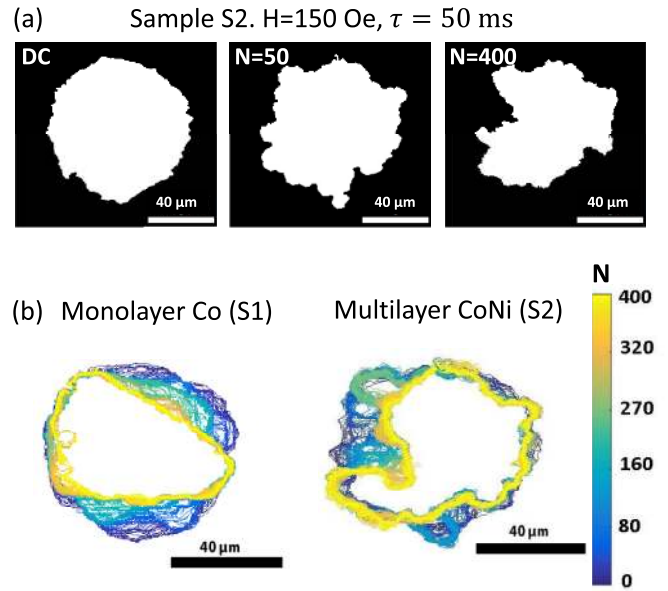 (a) Sample S2. H=150 Oe, τ = 50 ms
DC N=50 N=400
40 µm 40 µm 40 µm
N
(b) Monolayer Co (S1) Multilayer CoNi (S2)
400
320
270
160
80
0
40 µm 40 µm